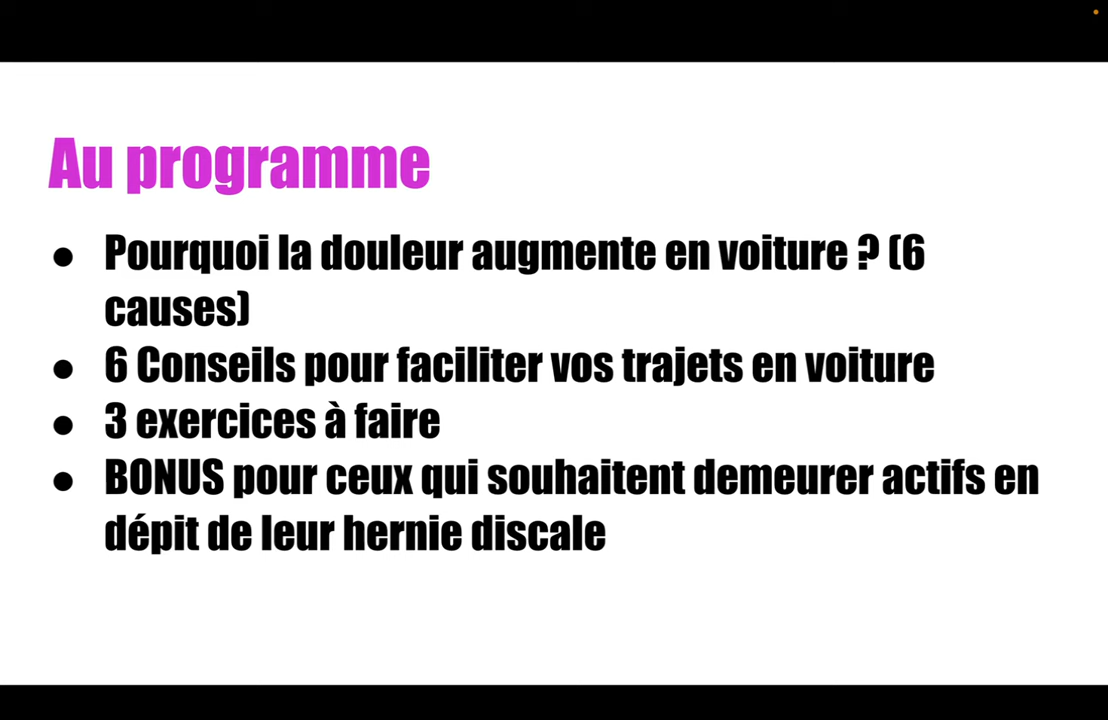 Au programme
● Pourquoi la douleur augmente en voiture ? (6
causes)
● 6 Conseils pour faciliter vos trajets en voiture
● 3 exercices à faire
● BONUS pour ceux qui souhaitent demeurer actifs en
dépit de leur hernie discale